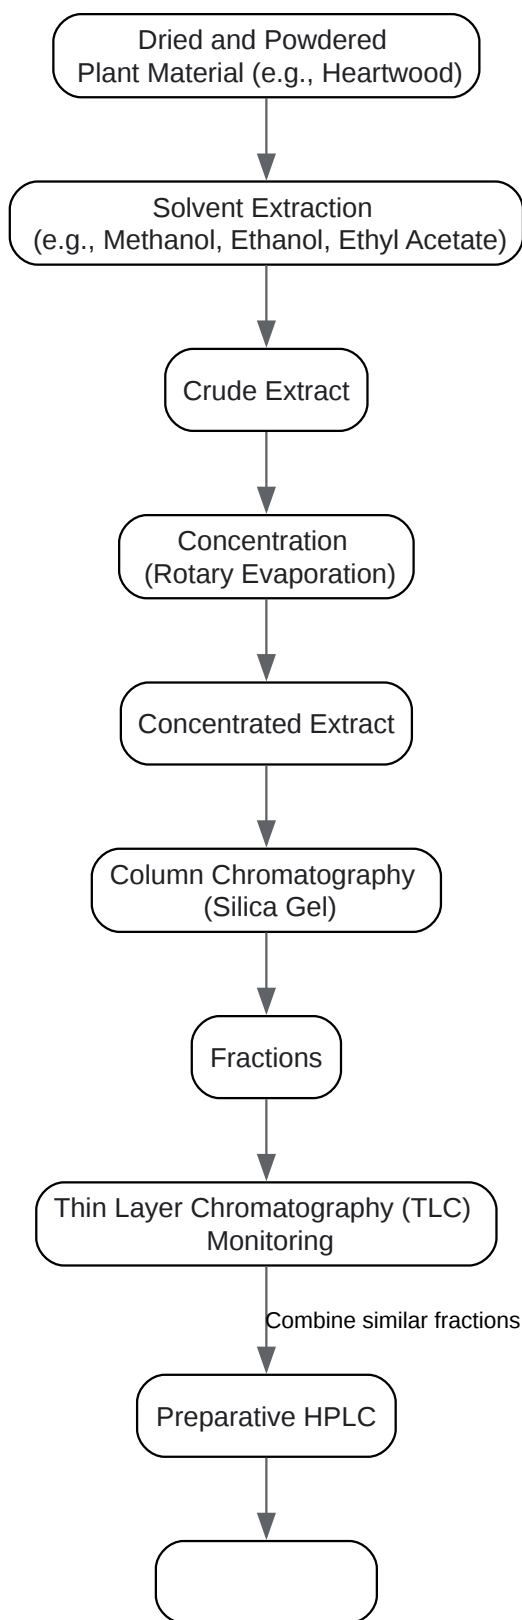 Dried and Powdered
Plant Material (e.g., Heartwood)
Solvent Extraction
(e.g., Methanol, Ethanol, Ethyl Acetate)
Crude Extract
Concentration
(Rotary Evaporation)
Concentrated Extract
Column Chromatography
(Silica Gel)
Fractions
Thin Layer Chromatography (TLC)
Monitoring
Combine similar fractions
Preparative HPLC